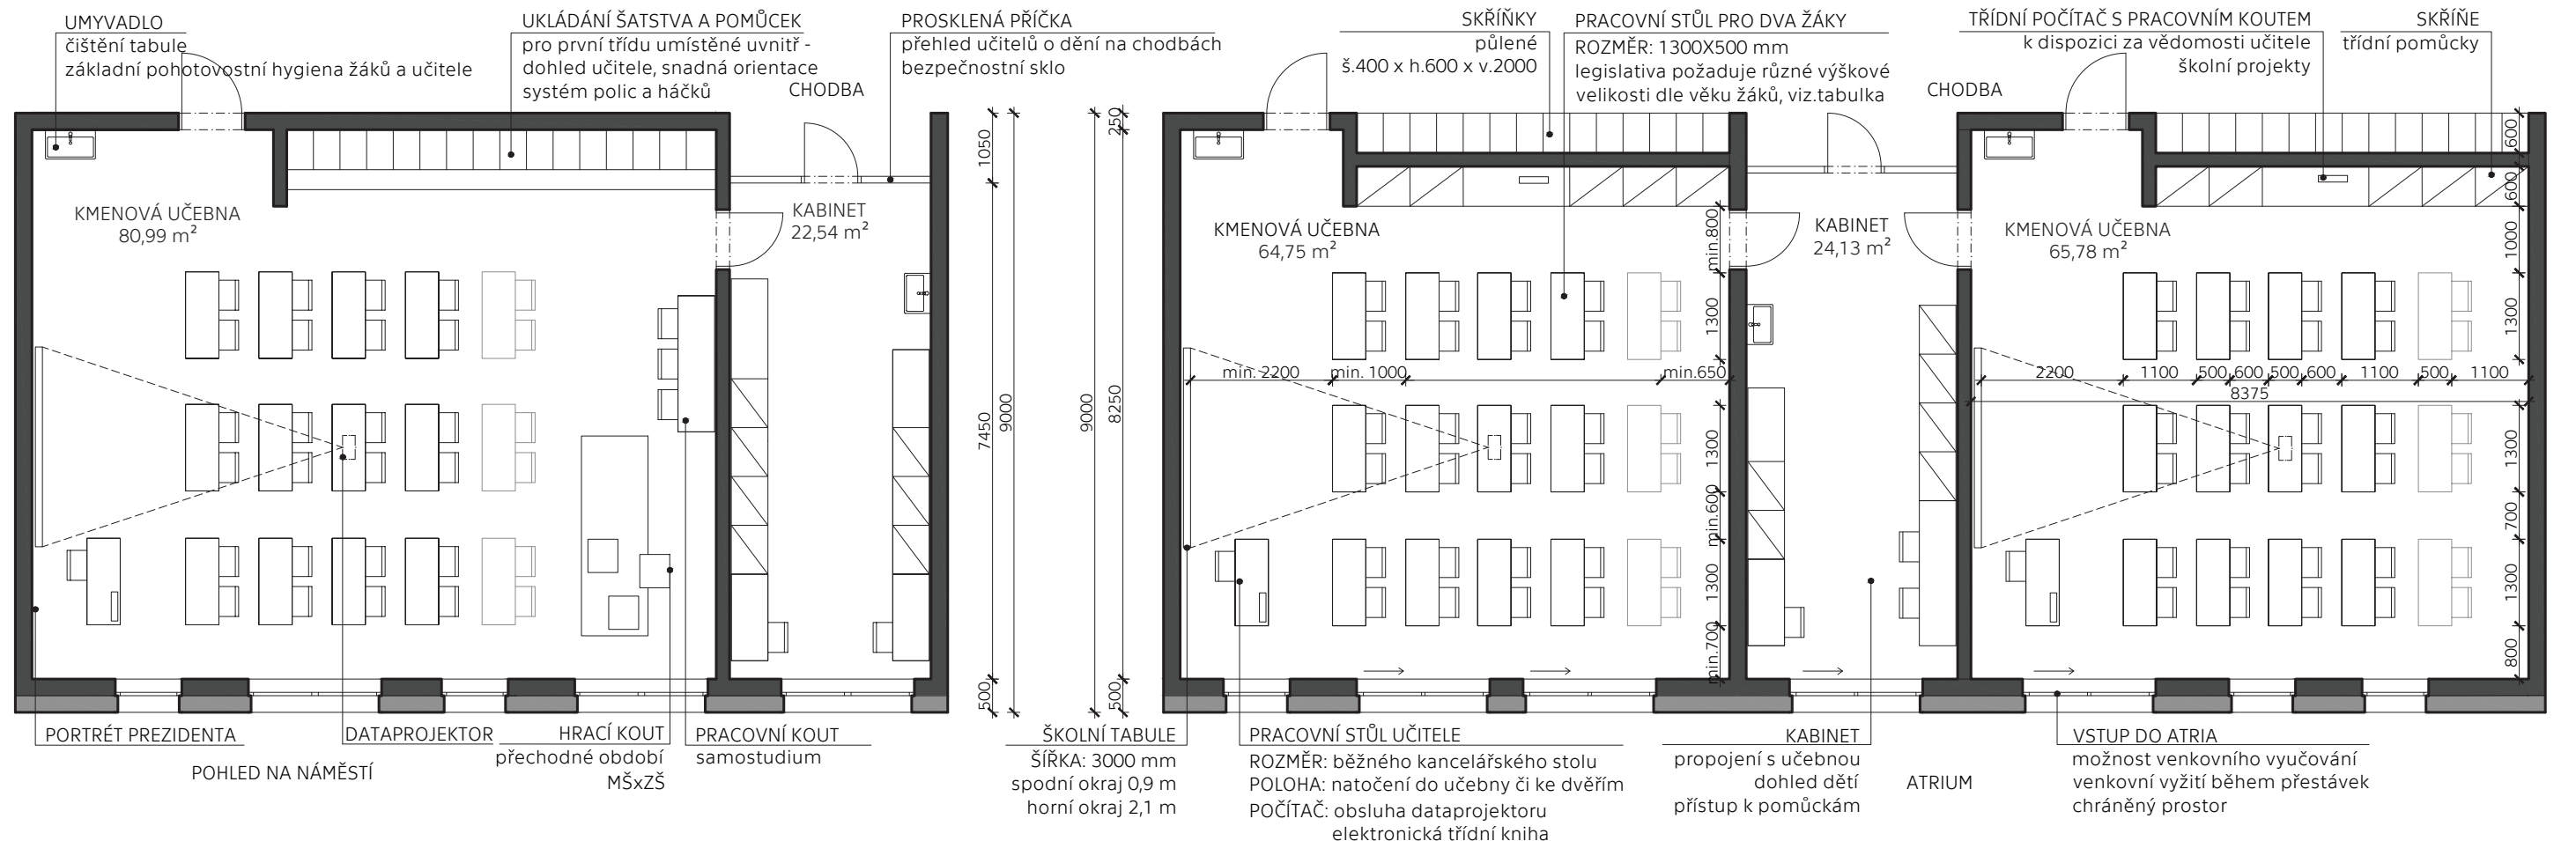 UMYVADLO
čištění tabule
základní pohotovostní hygiena žáků a učitele
UKLÁDÁNÍ ŠATSTVA A POMŮCEK
pro první třídu umístěné uvnitř -
dohled učitele, snadná orientace
systém polic a háčků
PROSKLENÁ PŘÍČKA
přehled učitelů o dění na chodbách
bezpečnostní sklo
CHODBA
SKŘÍŇKY
půlené
š.400 x h.600 x v.2000
PRACOVNÍ STŮL PRO DVA ŽÁKY
ROZMĚR: 1300X500 mm
legislativa požaduje různé výškové
velikosti dle věku žáků, viz.tabulka
TŘÍDNÍ POČÍTAČ S PRACOVNÍM KOUTEM
k dispozici za vědomosti učitele
školní projekty
SKŘÍŇE
třídní pomůcky
CHODBA
KMENOVÁ UČEBNA
80,99 m²
KABINET
22,54 m²
1050
7450
500
9000
9000
250
8250
500
KMENOVÁ UČEBNA
64,75 m²
min.800
1300
min. 2200
min. 1000
min.650
1300
min.600
1300
min.700
KABINET
24,13 m²
KMENOVÁ UČEBNA
65,78 m²
600
600
1000
1300
2200
1100
500
600
500
600
1100
500
1100
8375
1300
700
1300
800
PORTRÉT PREZIDENTA
POHLED NA NÁMĚSTÍ
DATAPROJEKTOR
HRACÍ KOUT
přechodné období
MŠxZŠ
PRACOVNÍ KOUT
samostudium
ŠKOLNÍ TABULE
ŠÍŘKA: 3000 mm
spodní okraj 0,9 m
horní okraj 2,1 m
PRACOVNÍ STŮL UČITELE
ROZMĚR: běžného kancelářského stolu
POLOHA: natočení do učebny či ke dvěřím
POČÍTAČ: obsluha dataprojektoru
elektronická třídní kniha
KABINET
propojení s učebnou
dohled dětí
přístup k pomůckám
ATRIUM
VSTUP DO ATRIA
možnost venkovního vyučování
venkovní vyžití během přestávek
chráněný prostor